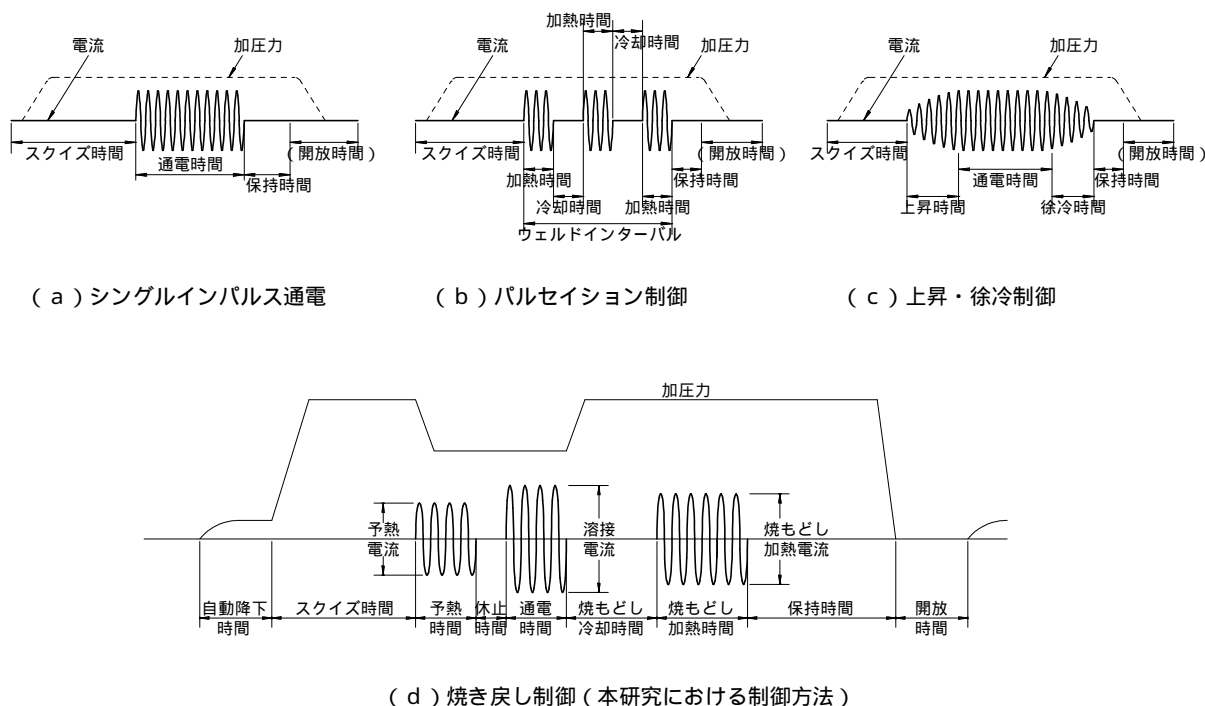 電流
加圧力
スクイズ時間
通電時間
保持時間
（開放時間）
（ａ）シングルインパルス通電
加熱時間
冷却時間
電流
加圧力
スクイズ時間
加熱時間
冷却時間
加熱時間
保持時間
（開放時間）
ウェルドインターバル
（ｂ）パルセイション制御
電流
加圧力
スクイズ時間
上昇時間
通電時間
徐冷時間
保持時間
（開放時間）
（ｃ）上昇・徐冷制御
加圧力
予熱
電流
溶接
電流
焼もどし
加熱電流
自動降下
時間
スクイズ時間
予熱
時間
休止
時間
通電
時間
焼もどし
冷却時間
焼もどし
加熱時間
保持時間
開放
時間
（ｄ）焼き戻し制御（本研究における制御方法）